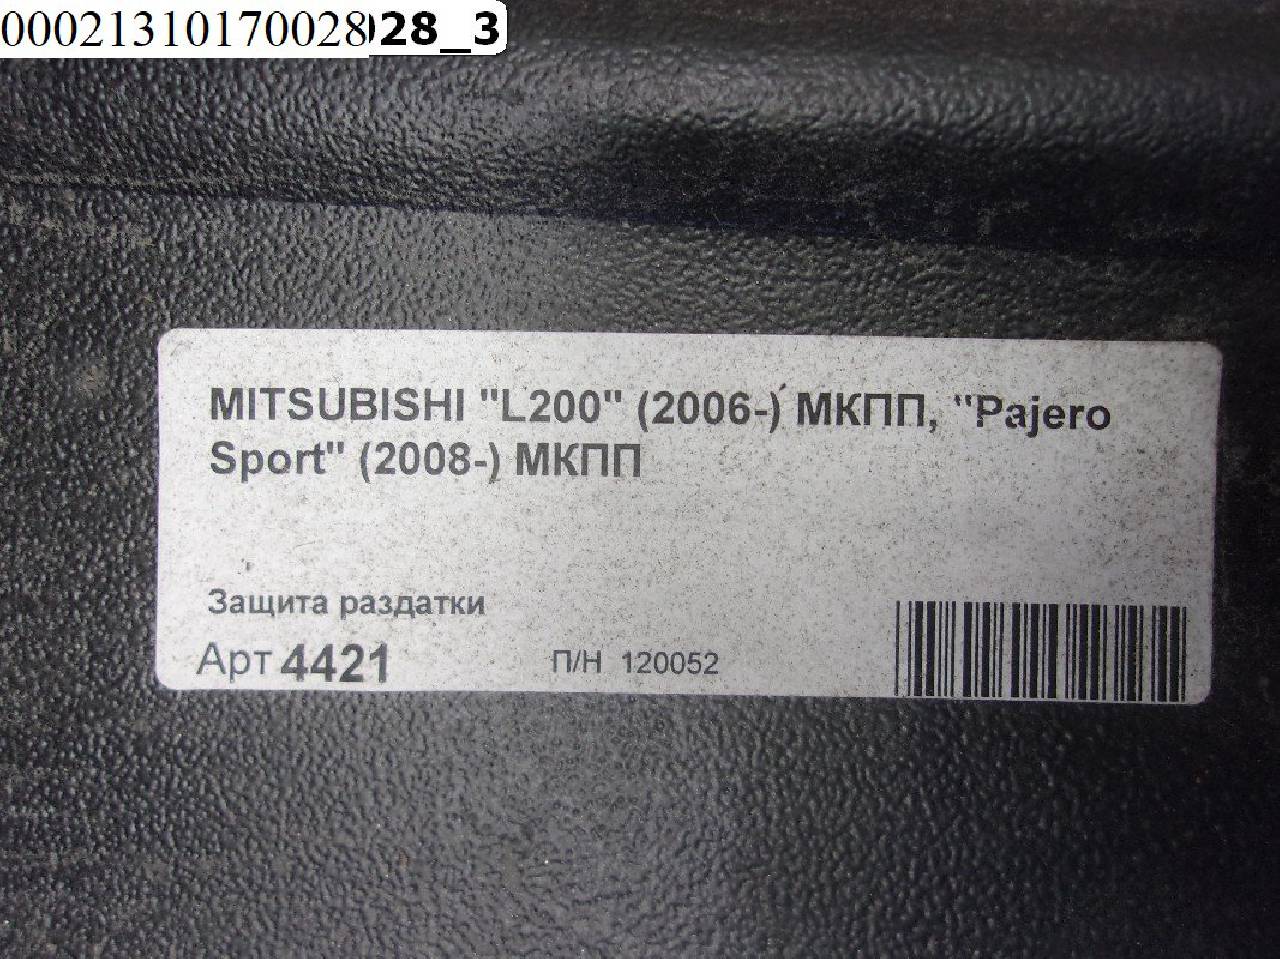 00021310170028
28_3
MITSUBISHI "L200" (2006-) МКПП, "Pajero
Sport" (2008-) МКПП
Защита раздатки
Арт 4421
П/Н 120052